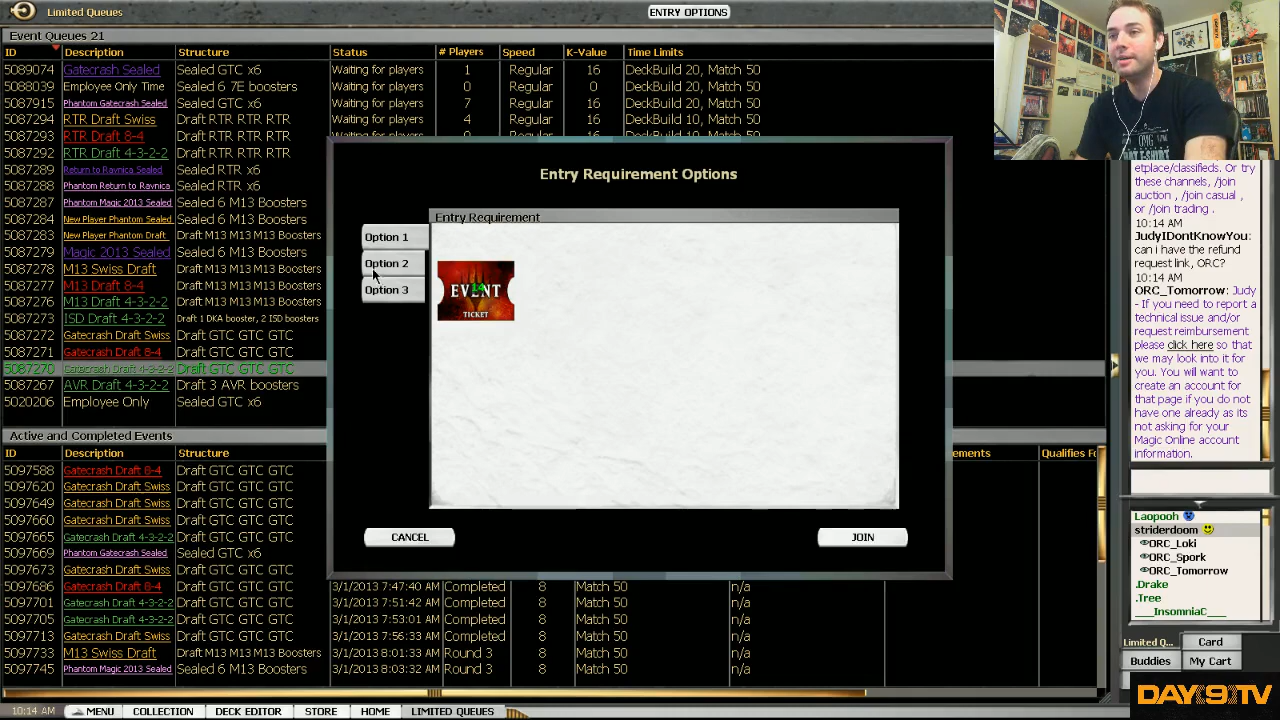 Limited Queues
ENTRY OPTIONS
Event Queues 21
ID Description Structure Status # Players Speed K-Value Time Limits
5089074 Gatecrash Sealed Sealed GTC x6 Waiting for players 1 Regular 16 DeckBuild 20, Match 50
5088039 Employee Only Time Sealed 6 7E boosters Waiting for players 0 Regular 0 DeckBuild 20, Match 50
5087915 Phantom Gatecrash Sealed Sealed GTC x6 Waiting for players 7 Regular 16 DeckBuild 20, Match 50
5087294 RTR Draft Swiss Draft RTR RTR RTR Waiting for players 4 Regular 16 DeckBuild 10, Match 50
5087293 RTR Draft 8-4 Draft RTR RTR RTR Waiting for players 0 Regular 16 DeckBuild 10, Match 50
5087292 RTR Draft 4-3-2-2 Draft RTR RTR RTR
5087289 Return to Ravnica Sealed Sealed RTR x6
5087288 Phantom Return to Ravnica Sealed RTR x6
5087287 Phantom Magic 2013 Sealed Sealed 6 M13 Boosters
5087284 New Player Phantom Sealed Sealed 6 M13 Boosters
5087283 New Player Phantom Draft Draft M13 M13 M13 Boosters
5087279 Magic 2013 Sealed Sealed 6 M13 Boosters
5087278 M13 Swiss Draft Draft M13 M13 M13 Boosters
5087277 M13 Draft 8-4 Draft M13 M13 M13 Boosters
5087276 M13 Draft 4-3-2-2 Draft M13 M13 M13 Boosters
5087273 ISD Draft 4-3-2-2 Draft 1 DKA booster, 2 ISD boosters
5087272 Gatecrash Draft Swiss Draft GTC GTC GTC
5087271 Gatecrash Draft 8-4 Draft GTC GTC GTC
5087270 Gatecrash Draft 4-3-2-2 Draft GTC GTC GTC
5087267 AVR Draft 4-3-2-2 Draft 3 AVR boosters
5020206 Employee Only Sealed GTC x6
Entry Requirement Options
Entry Requirement
Option 1
Option 2
Option 3
EVENT
14
TICKET
CANCEL
JOIN
Active and Completed Events
ID Description Structure ements Qualifies Fo
5097588 Gatecrash Draft 8-4 Draft GTC GTC GTC
5097620 Gatecrash Draft Swiss Draft GTC GTC GTC
5097649 Gatecrash Draft Swiss Draft GTC GTC GTC
5097660 Gatecrash Draft Swiss Draft GTC GTC GTC
5097665 Gatecrash Draft 4-3-2-2 Draft GTC GTC GTC
5097669 Phantom Gatecrash Sealed Sealed GTC x6
5097673 Gatecrash Draft Swiss Draft GTC GTC GTC
5097686 Gatecrash Draft 8-4 Draft GTC GTC GTC 3/1/2013 7:47:40 AM Completed 8 Match 50 n/a
5097701 Gatecrash Draft 4-3-2-2 Draft GTC GTC GTC 3/1/2013 7:51:42 AM Completed 8 Match 50 n/a
5097705 Gatecrash Draft 4-3-2-2 Draft GTC GTC GTC 3/1/2013 7:53:01 AM Completed 8 Match 50 n/a
5097713 Gatecrash Draft Swiss Draft GTC GTC GTC 3/1/2013 7:56:33 AM Completed 8 Match 50 n/a
5097733 M13 Swiss Draft Draft M13 M13 M13 Boosters 3/1/2013 8:01:33 AM Round 3 8 Match 50 n/a
5097745 Phantom Magic 2013 Sealed Sealed 6 M13 Boosters 3/1/2013 8:03:32 AM Round 3 8 Match 50 n/a
etplace/classifieds. Or try
these channels, /join
auction , /join casual ,
or /join trading .
10:14 AM
JudyIDontKnowYou:
can i have the refund
request link, ORC?
10:14 AM
ORC_Tomorrow: Judy
- If you need to report a
technical issue and/or
request reimbursement
please click here so that
we may look into it for
you. You will want to
create an account for
that page if you do not
have one already as its
not asking for your
Magic Online account
information.
Laopooh
striderdoom
ORC_Loki
ORC_Spork
ORC_Tomorrow
.Drake
.Tree
___InsomniaC___
Limited Q... Card
Buddies My Cart
DAY[9].TV
10:14 AM MENU COLLECTION DECK EDITOR STORE HOME LIMITED QUEUES